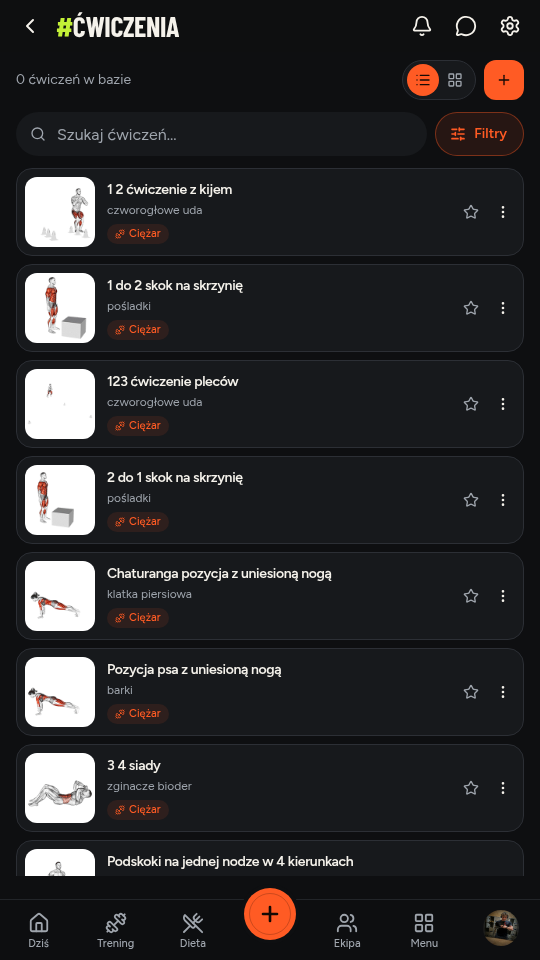 #ĆWICZENIA
0 ćwiczeń w bazie
Szukaj ćwiczeń...
Filtry
1 2 ćwiczenie z kijem
czworogłowe uda
Ciężar
1 do 2 skok na skrzynię
pośladki
Ciężar
123 ćwiczenie pleców
czworogłowe uda
Ciężar
2 do 1 skok na skrzynię
pośladki
Ciężar
Chaturanga pozycja z uniesioną nogą
klatka piersiowa
Ciężar
Pozycja psa z uniesioną nogą
barki
Ciężar
3 4 siady
zginacze bioder
Ciężar
Podskoki na jednej nodze w 4 kierunkach
Dziś
Trening
Dieta
Ekipa
Menu